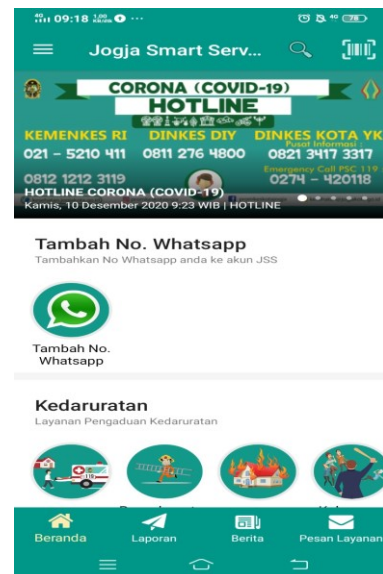 09:18
78
Jogja Smart Serv...
CORONA (COVID-19)
HOTLINE
KEMENKES RI DINKES DIY DINKES KOTA YK
Pusat Informasi :
021 – 5210 411 0811 276 4800 0821 3417 3317
Emergency Call PSC 119
0812 1212 3119 0274 – 420118
HOTLINE CORONA (COVID-19)
Kamis, 10 Desember 2020 9:23 WIB | HOTLINE
Tambah No. Whatsapp
Tambahkan No Whatsapp anda ke akun JSS
Tambah No.
Whatsapp
Kedaruratan
Layanan Pengaduan Kedaruratan
Beranda Laporan Berita Pesan Layanan